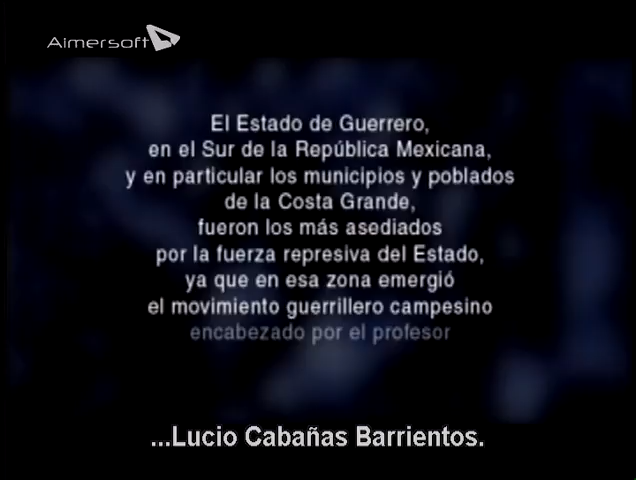 Aimersoft
El Estado de Guerrero,
en el Sur de la República Mexicana,
y en particular los municipios y poblados
de la Costa Grande,
fueron los más asediados
por la fuerza represiva del Estado,
ya que en esa zona emergió
el movimiento guerrillero campesino
encabezado por el profesor
...Lucio Cabañas Barrientos.